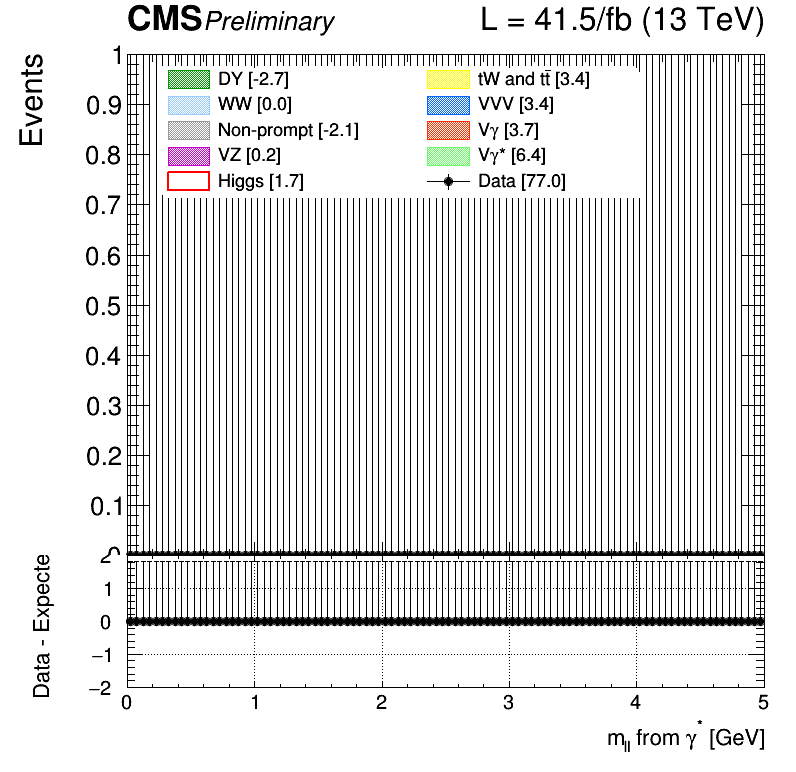 CMS Preliminary L = 41.5/fb (13 TeV)
Events
1
0.9
0.8
0.7
0.6
0.5
0.4
0.3
0.2
0.1
DY [-2.7]
WW [0.0]
Non-prompt [-2.1]
VZ [0.2]
Higgs [1.7]
tW and tt̄ [3.4]
VVV [3.4]
Vγ [3.7]
Vγ* [6.4]
Data [77.0]
Data - Expecte
2
1
0
−1
−2
0 1 2 3 4 5
m_ll from γ* [GeV]